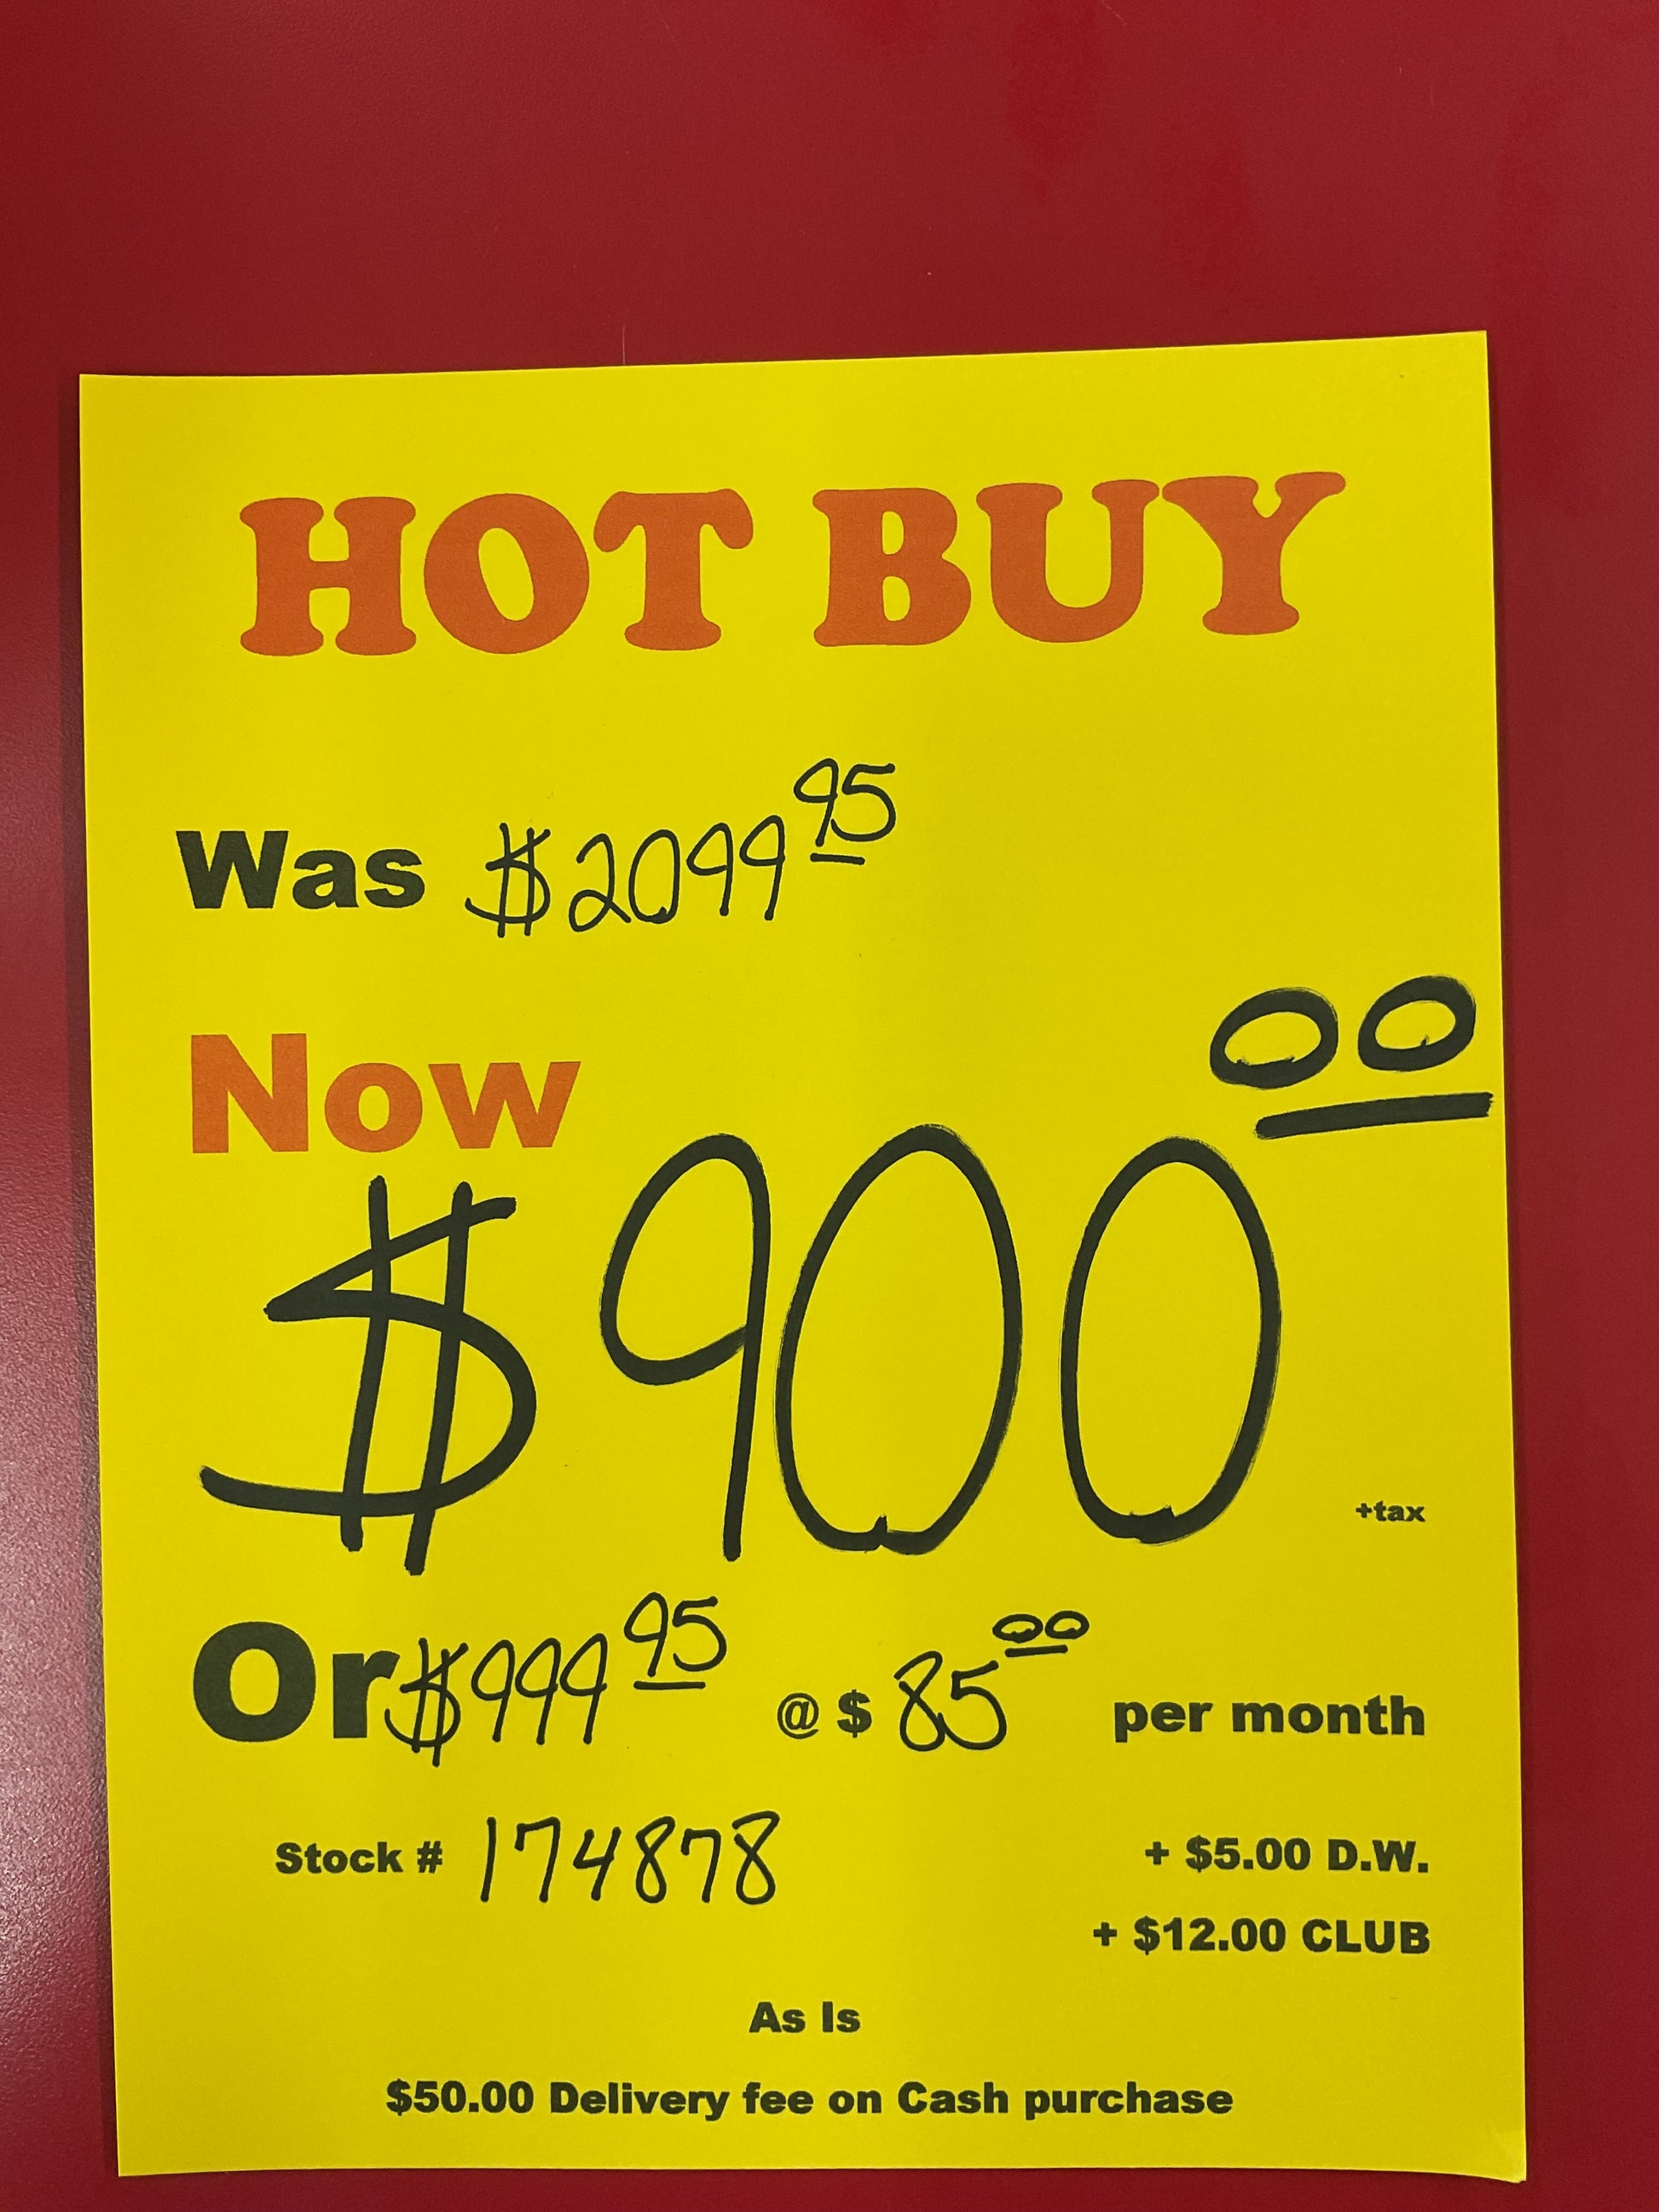 HOT BUY
Was $2099 95
Now
$900 00
+tax
Or $999 95 @ $ 85 00 per month
Stock # 174878
+ $5.00 D.W.
+ $12.00 CLUB
As Is
$50.00 Delivery fee on Cash purchase